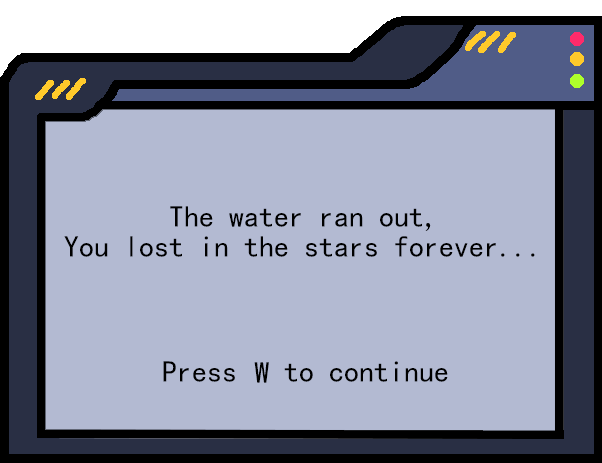 The water ran out,
You lost in the stars forever...
Press W to continue